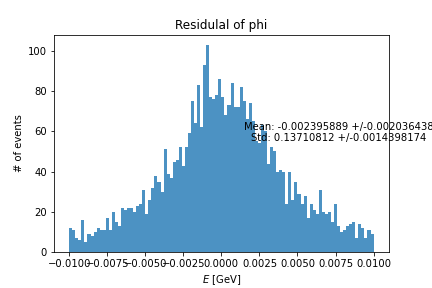 Residulal of phi
100
80
60
40
20
0
# of events
Mean: -0.002395889 +/-0.002036438
Std: 0.13710812 +/-0.0014398174
−0.0100 −0.0075 −0.0050 −0.0025 0.0000 0.0025 0.0050 0.0075 0.0100
E [GeV]